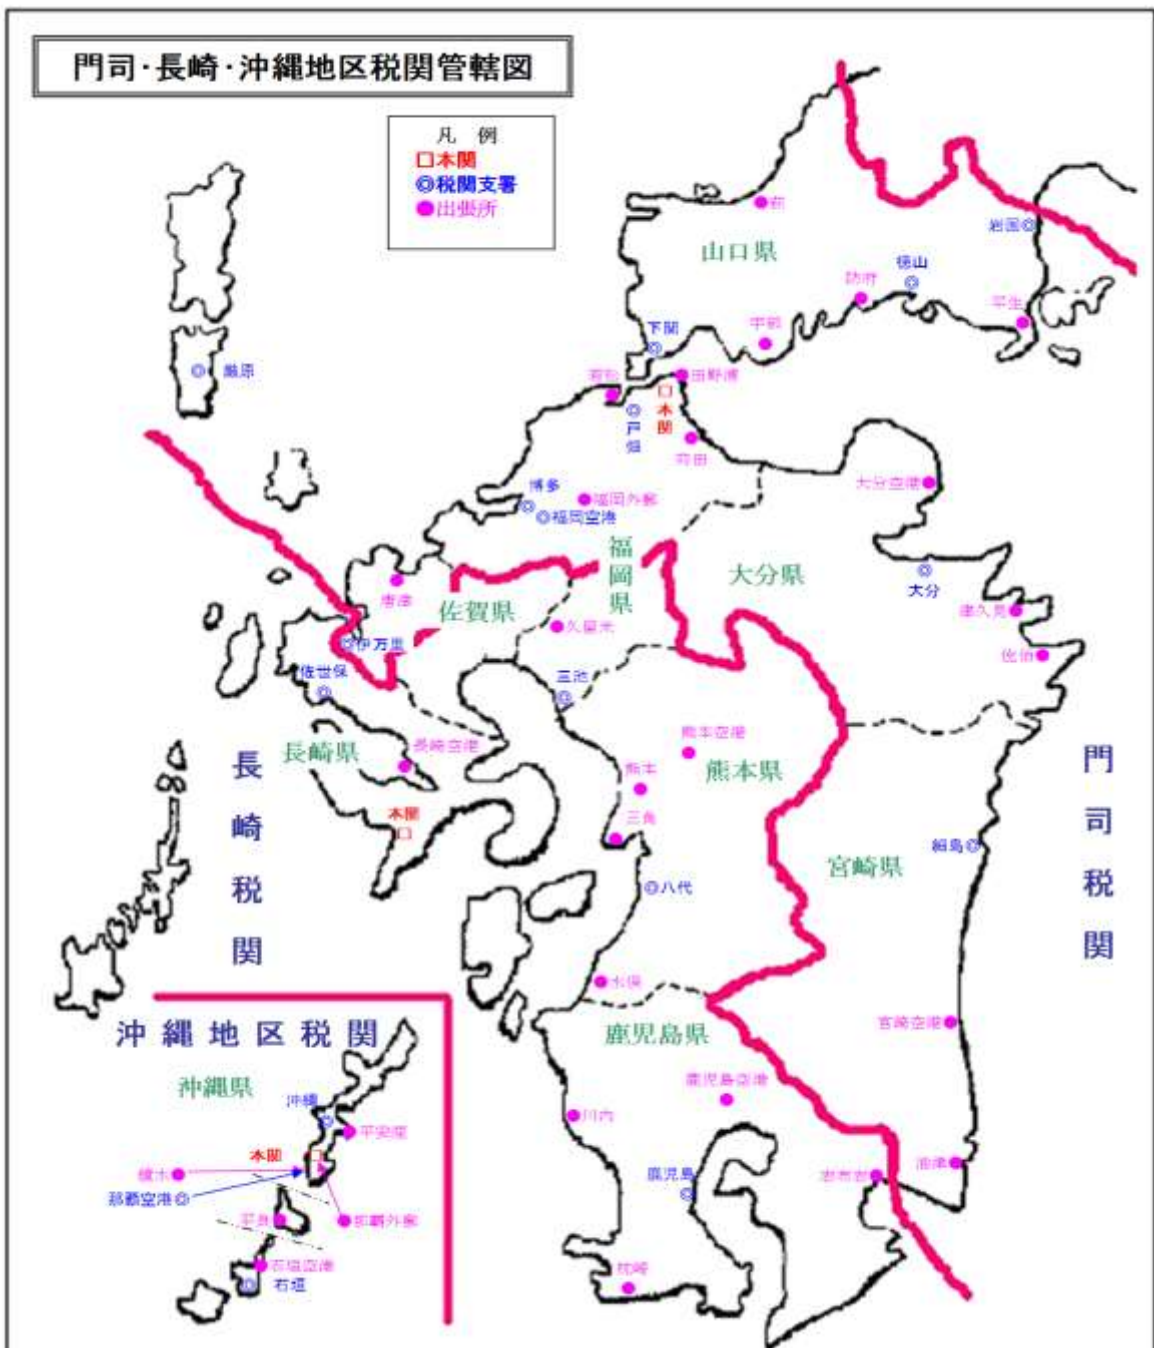 門司・長崎・沖縄地区税関管轄図
凡 例
□本関
◎税関支署
●出張所
萩
岩国◎
山口県
徳山
防府
平生
宇部
下関
厳原
若松
田野浦
本関
戸畑
苅田
大分空港
博多
福岡外郵
◎福岡空港
福岡県
大分県
大分
唐津
佐賀県
津久見
久留米
◎伊万里
佐伯
佐世保
三池
長崎県
長崎空港
熊本空港
熊本県
熊本
三角
本関
長崎税関
門司税関
宮崎県
細島◎
◎八代
水俣
沖縄地区税関
沖縄県
鹿児島県
宮崎空港
鹿児島空港
川内
沖縄
平安座
本関
那覇空港◎
鹿児島
志布志
油津
平良
那覇外郵
石垣空港
石垣
枕崎